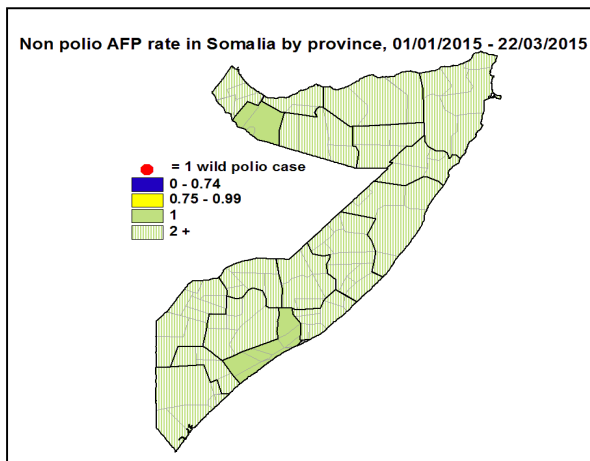 Non polio AFP rate in Somalia by province, 01/01/2015 - 22/03/2015
= 1 wild polio case
0 - 0.74
0.75 - 0.99
1
2 +